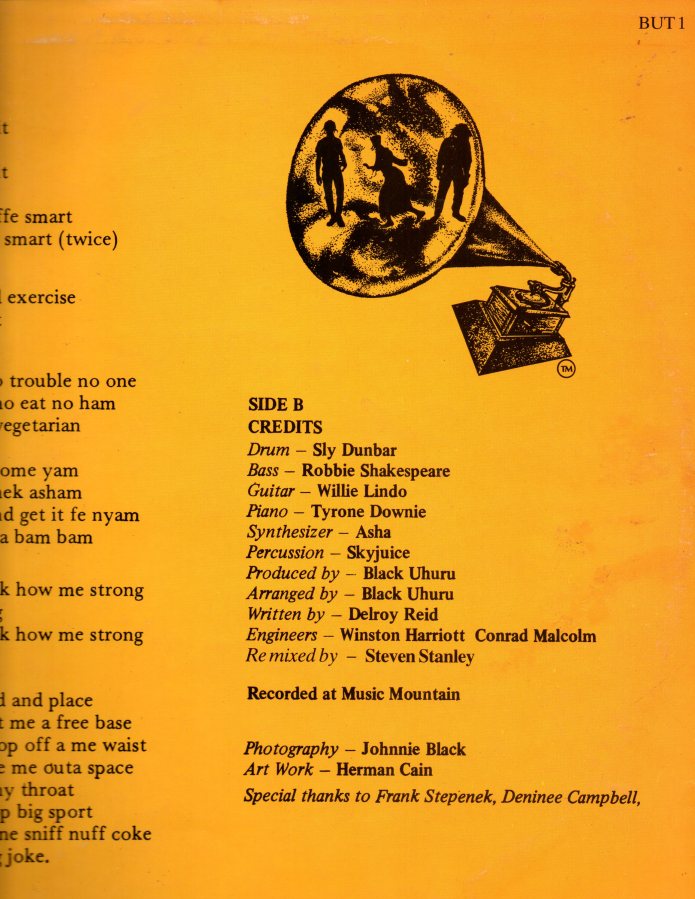 BUT 1
t
t
ffe smart
smart (twice)
exercise
trouble no one
no eat no ham
vegetarian
ome yam
nek asham
nd get it fe nyam
a bam bam
k how me strong
g
k how me strong
d and place
t me a free base
op off a me waist
e me outa space
ny throat
p big sport
ne sniff nuff coke
g joke.
TM
SIDE B
CREDITS
Drum – Sly Dunbar
Bass – Robbie Shakespeare
Guitar – Willie Lindo
Piano – Tyrone Downie
Synthesizer – Asha
Percussion – Skyjuice
Produced by – Black Uhuru
Arranged by – Black Uhuru
Written by – Delroy Reid
Engineers – Winston Harriott Conrad Malcolm
Remixed by – Steven Stanley
Recorded at Music Mountain
Photography – Johnnie Black
Art Work – Herman Cain
Special thanks to Frank Stepenek, Deninee Campbell,